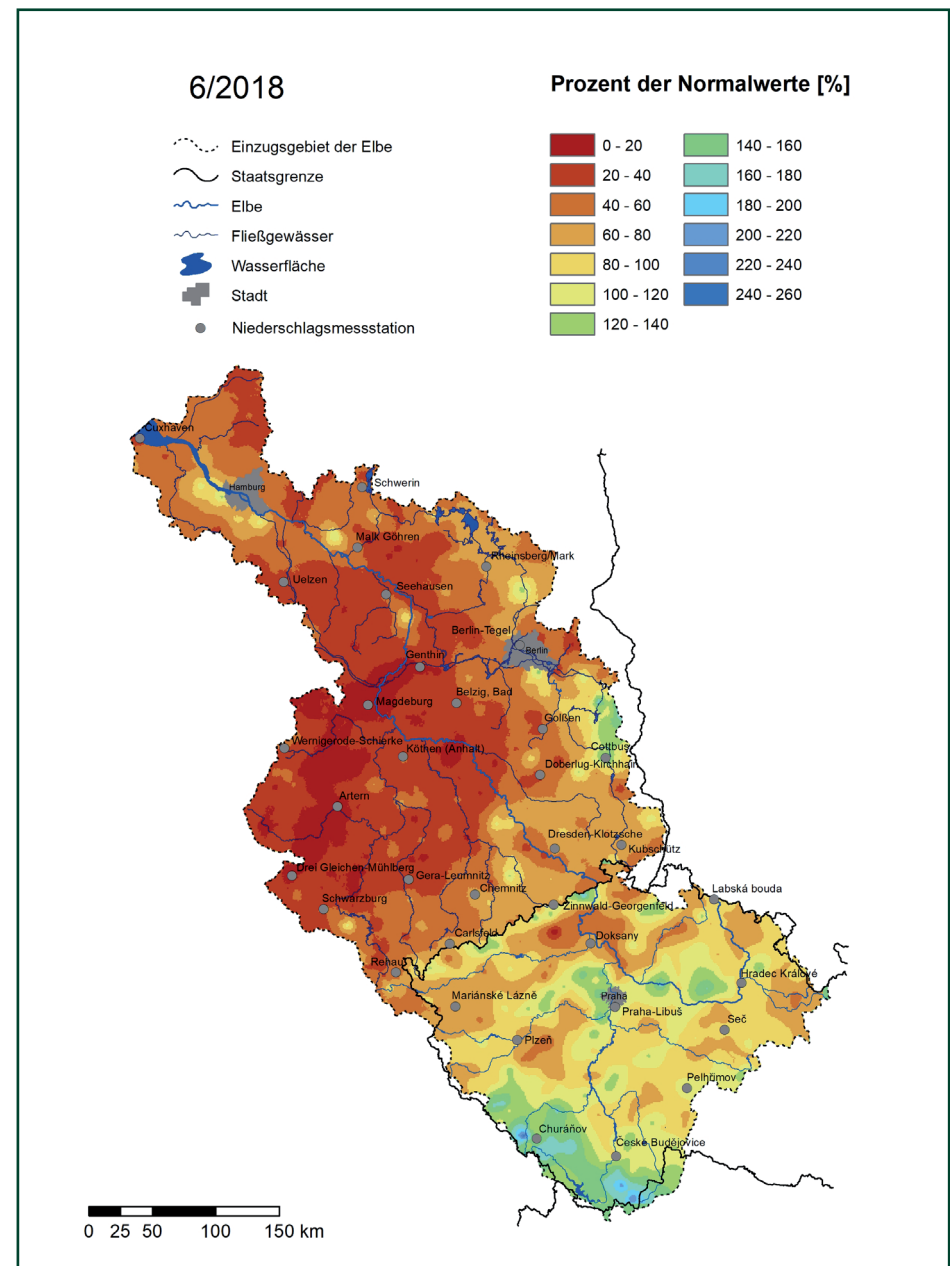 6/2018
Prozent der Normalwerte [%]
Einzugsgebiet der Elbe
Staatsgrenze
Elbe
Fließgewässer
Wasserfläche
Stadt
Niederschlagsmessstation
0 - 20
20 - 40
40 - 60
60 - 80
80 - 100
100 - 120
120 - 140
140 - 160
160 - 180
180 - 200
200 - 220
220 - 240
240 - 260
Cuxhaven
Hamburg
Schwerin
Malk Göhren
Rheinsberg/Mark
Uelzen
Seehausen
Berlin-Tegel
Berlin
Genthin
Magdeburg
Belzig, Bad
Golßen
Wernigerode-Schierke
Köthen (Anhalt)
Cottbus
Doberlug-Kirchhain
Artern
Dresden-Klotzsche
Kubschütz
Drei Gleichen-Mühlberg
Gera-Leumnitz
Chemnitz
Labská bouda
Schwarzburg
Zinnwald-Georgenfeld
Carlsfeld
Doksany
Rehau
Hradec Králové
Mariánské Lázně
Praha
Praha-Libuš
Seč
Plzeň
Pelhřimov
Churáňov
České Budějovice
0 25 50 100 150 km